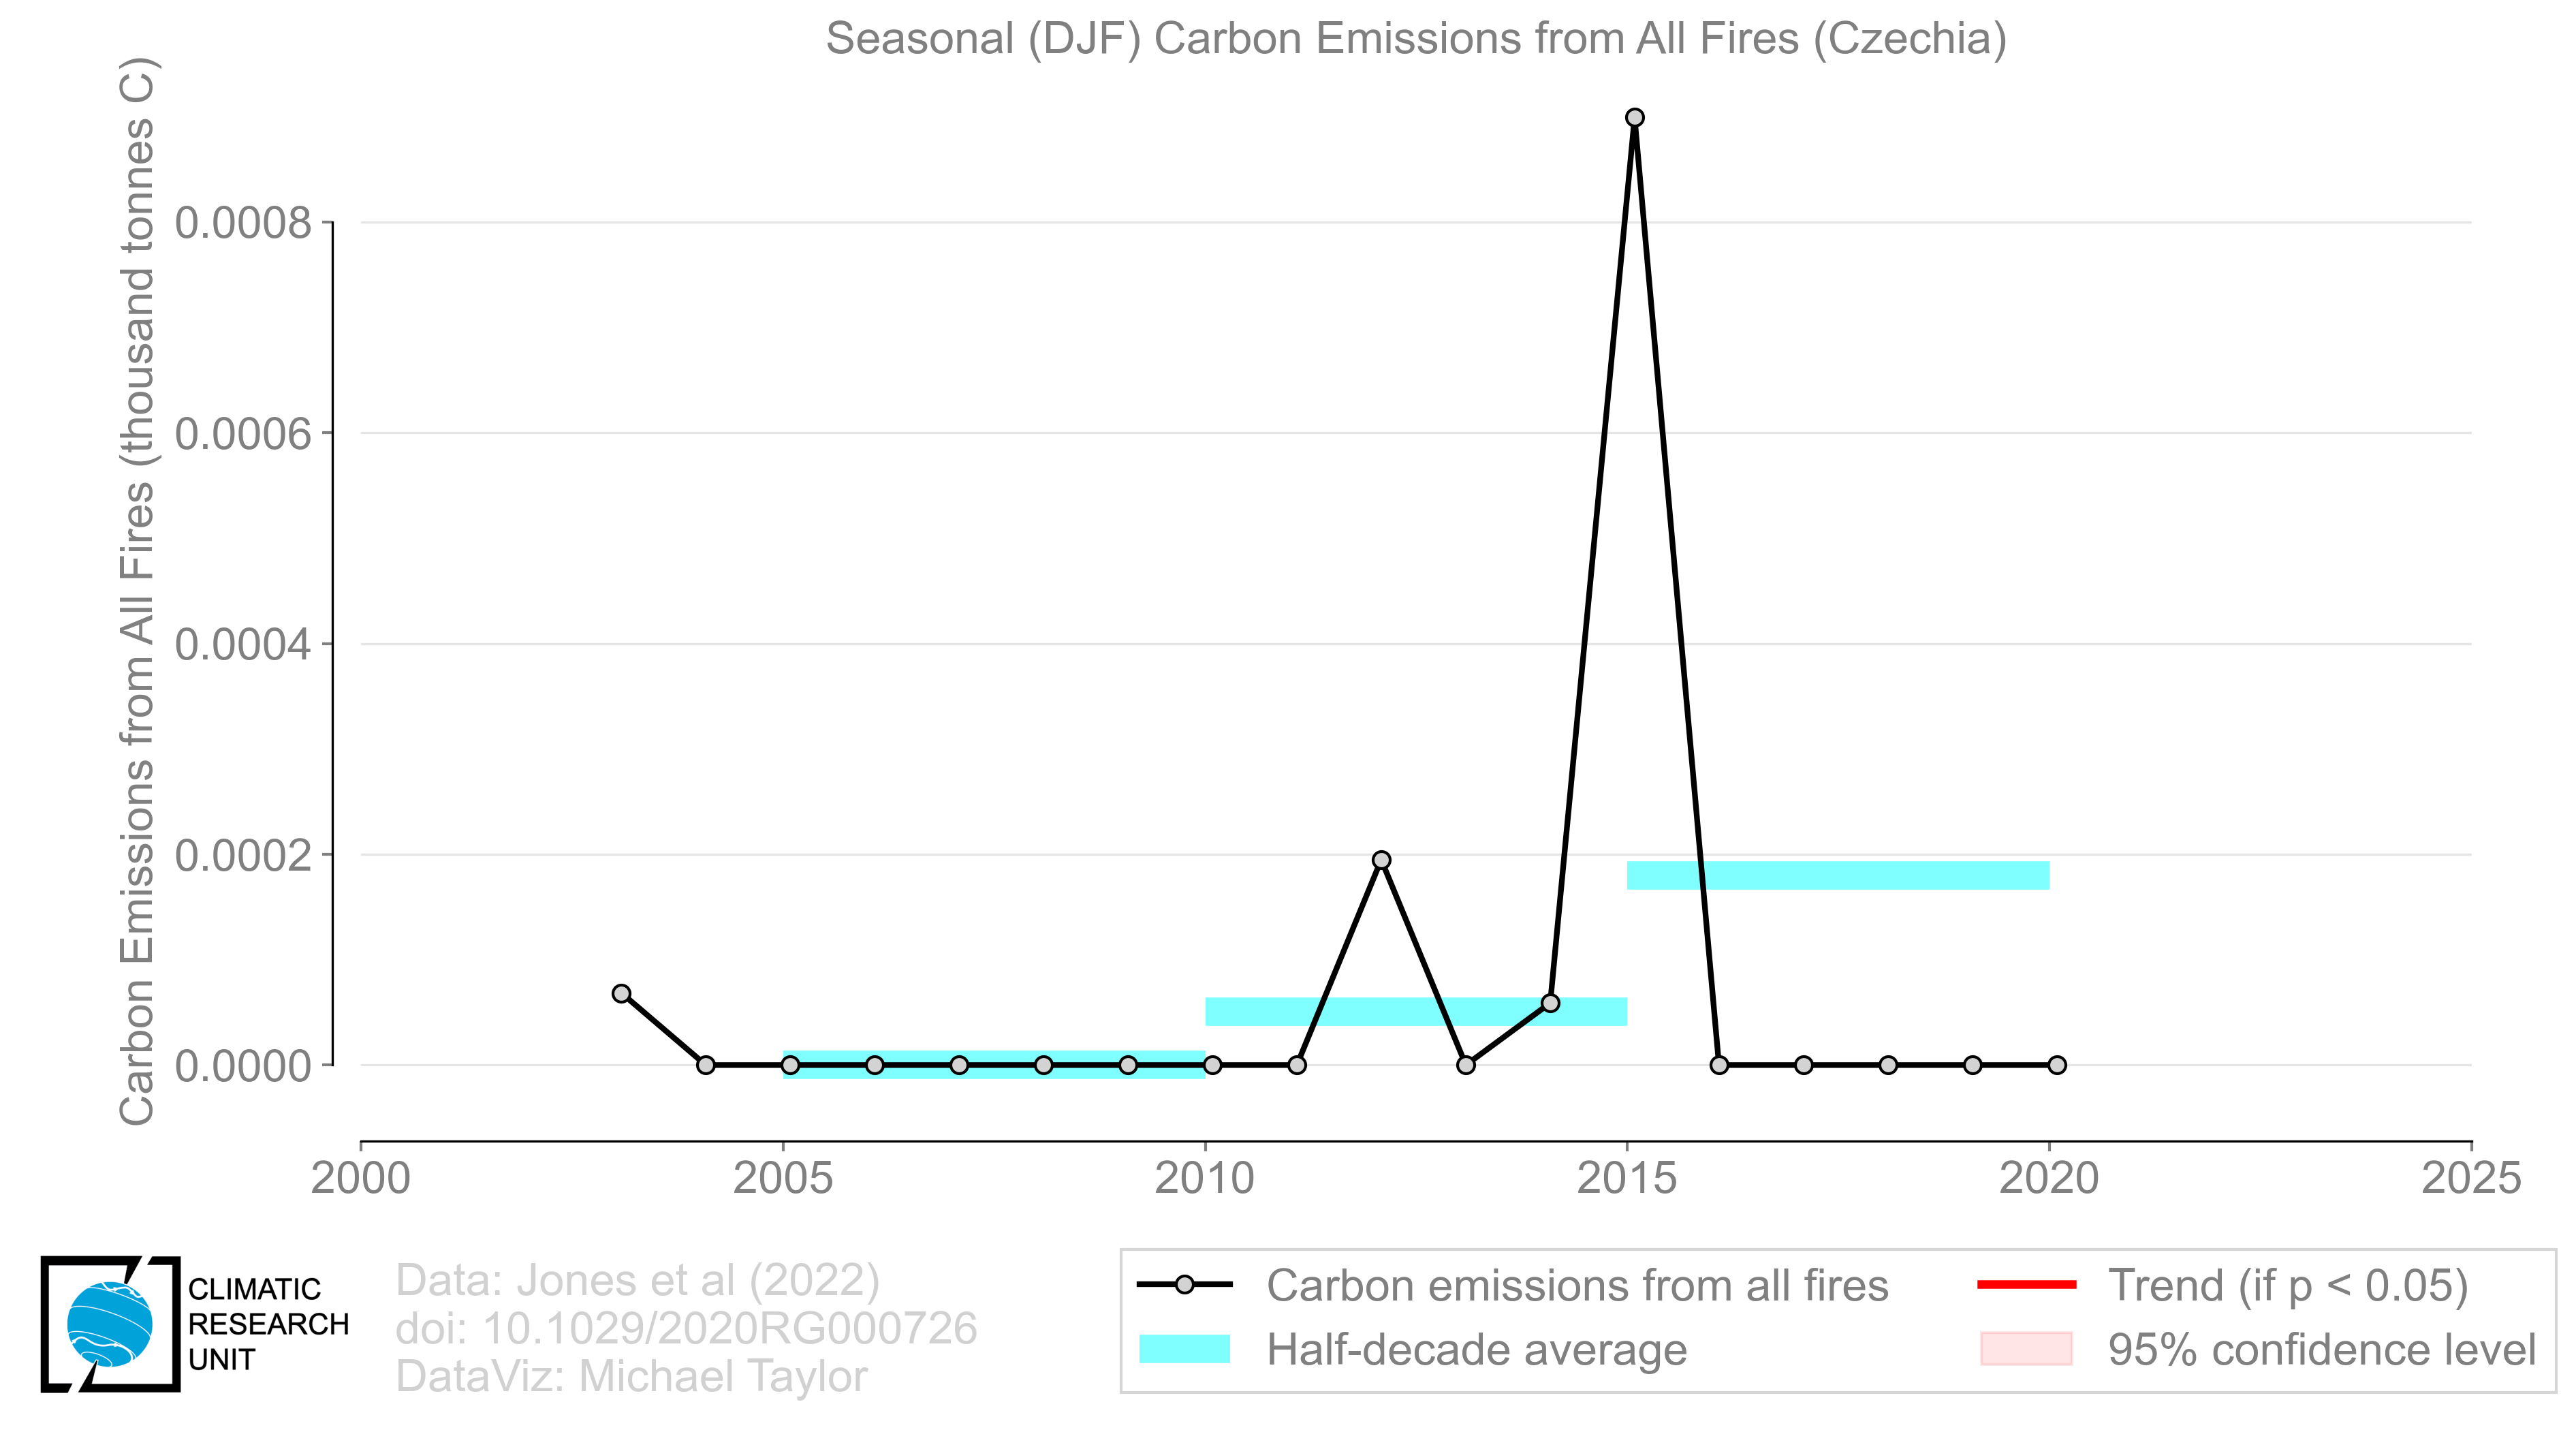 Seasonal (DJF) Carbon Emissions from All Fires (Czechia)
Carbon Emissions from All Fires (thousand tonnes C)
0.0008
0.0006
0.0004
0.0002
0.0000
2000
2005
2010
2015
2020
2025
CLIMATIC
RESEARCH
UNIT
Data: Jones et al (2022)
doi: 10.1029/2020RG000726
DataViz: Michael Taylor
Carbon emissions from all fires
Half-decade average
Trend (if p < 0.05)
95% confidence level